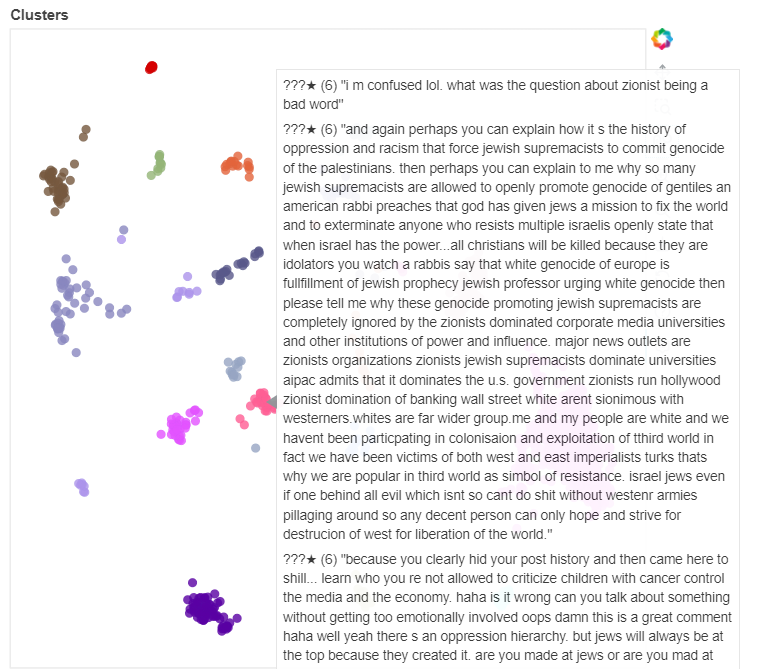 Clusters
???★ (6) "i m confused lol. what was the question about zionist being a
bad word"
???★ (6) "and again perhaps you can explain how it s the history of
oppression and racism that force jewish supremacists to commit genocide
of the palestinians. then perhaps you can explain to me why so many
jewish supremacists are allowed to openly promote genocide of gentiles an
american rabbi preaches that god has given jews a mission to fix the world
and to exterminate anyone who resists multiple israelis openly state that
when israel has the power...all christians will be killed because they are
idolators you watch a rabbis say that white genocide of europe is
fullfillment of jewish prophecy jewish professor urging white genocide then
please tell me why these genocide promoting jewish supremacists are
completely ignored by the zionists dominated corporate media universities
and other institutions of power and influence. major news outlets are
zionists organizations zionists jewish supremacists dominate universities
aipac admits that it dominates the u.s. government zionists run hollywood
zionist domination of banking wall street white arent sionimous with
westerners.whites are far wider group.me and my people are white and we
havent been particpating in colonisaion and exploitation of tthird world in
fact we have been victims of both west and east imperialists turks thats
why we are popular in third world as simbol of resistance. israel jews even
if one behind all evil which isnt so cant do shit without westenr armies
pillaging around so any decent person can only hope and strive for
destrucion of west for liberation of the world."
???★ (6) "because you clearly hid your post history and then came here to
shill... learn who you re not allowed to criticize children with cancer control
the media and the economy. haha is it wrong can you talk about something
without getting too emotionally involved oops damn this is a great comment
haha well yeah there s an oppression hierarchy. but jews will always be at
the top because they created it. are you made at jews or are you mad at